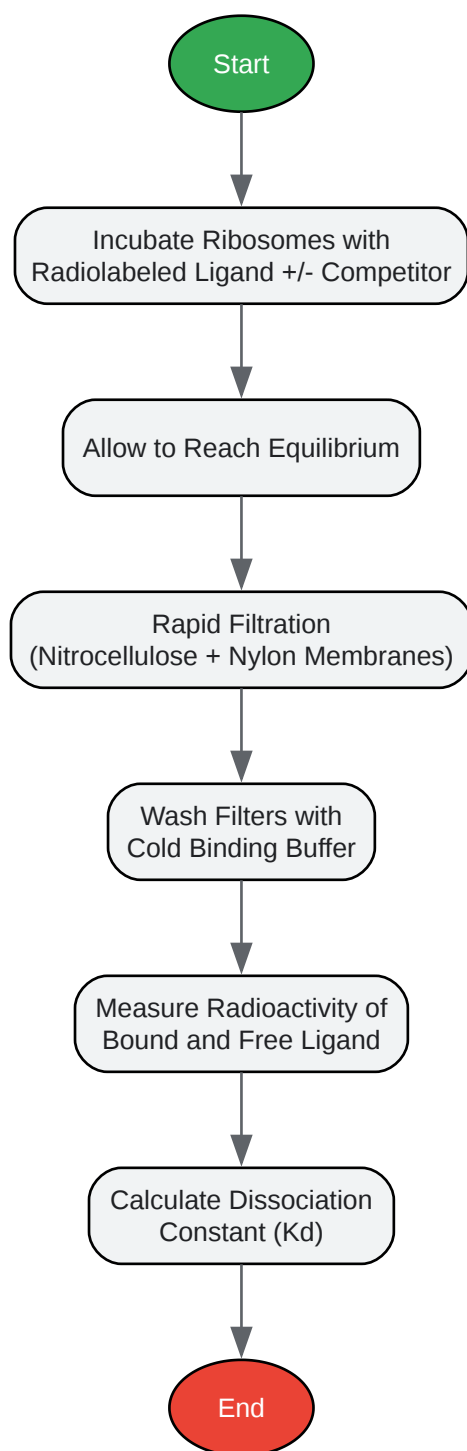 Start
Incubate Ribosomes with
Radiolabeled Ligand +/- Competitor
Allow to Reach Equilibrium
Rapid Filtration
(Nitrocellulose + Nylon Membranes)
Wash Filters with
Cold Binding Buffer
Measure Radioactivity of
Bound and Free Ligand
Calculate Dissociation
Constant (Kd)
End